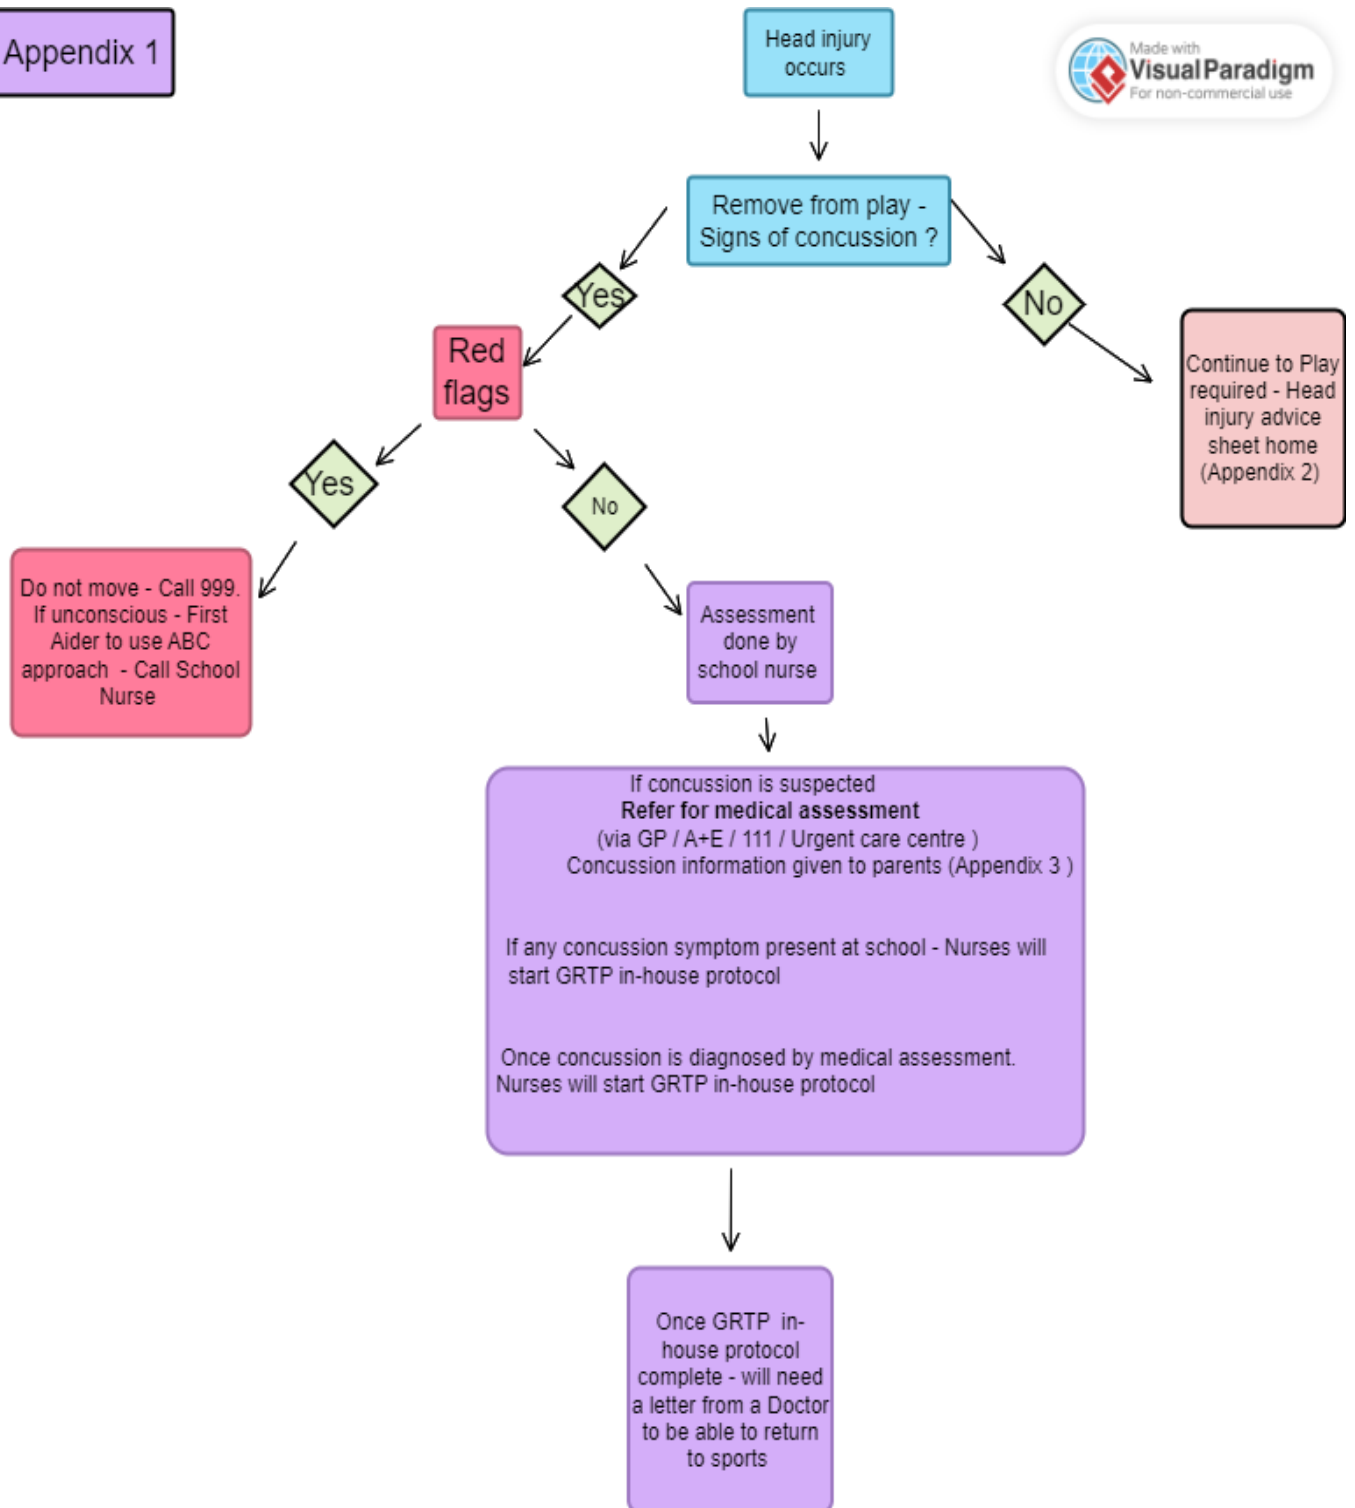 Appendix 1
Head injury
occurs
Made with
Visual Paradigm
For non-commercial use
Remove from play -
Signs of concussion ?
Yes
No
Red
flags
Continue to Play
required - Head
injury advice
sheet home
(Appendix 2)
Yes
No
Do not move - Call 999.
If unconscious - First
Aider to use ABC
approach - Call School
Nurse
Assessment
done by
school nurse
If concussion is suspected
Refer for medical assessment
(via GP / A+E / 111 / Urgent care centre )
Concussion information given to parents (Appendix 3 )
If any concussion symptom present at school - Nurses will
start GRTP in-house protocol
Once concussion is diagnosed by medical assessment.
Nurses will start GRTP in-house protocol
Once GRTP in-
house protocol
complete - will need
a letter from a Doctor
to be able to return
to sports